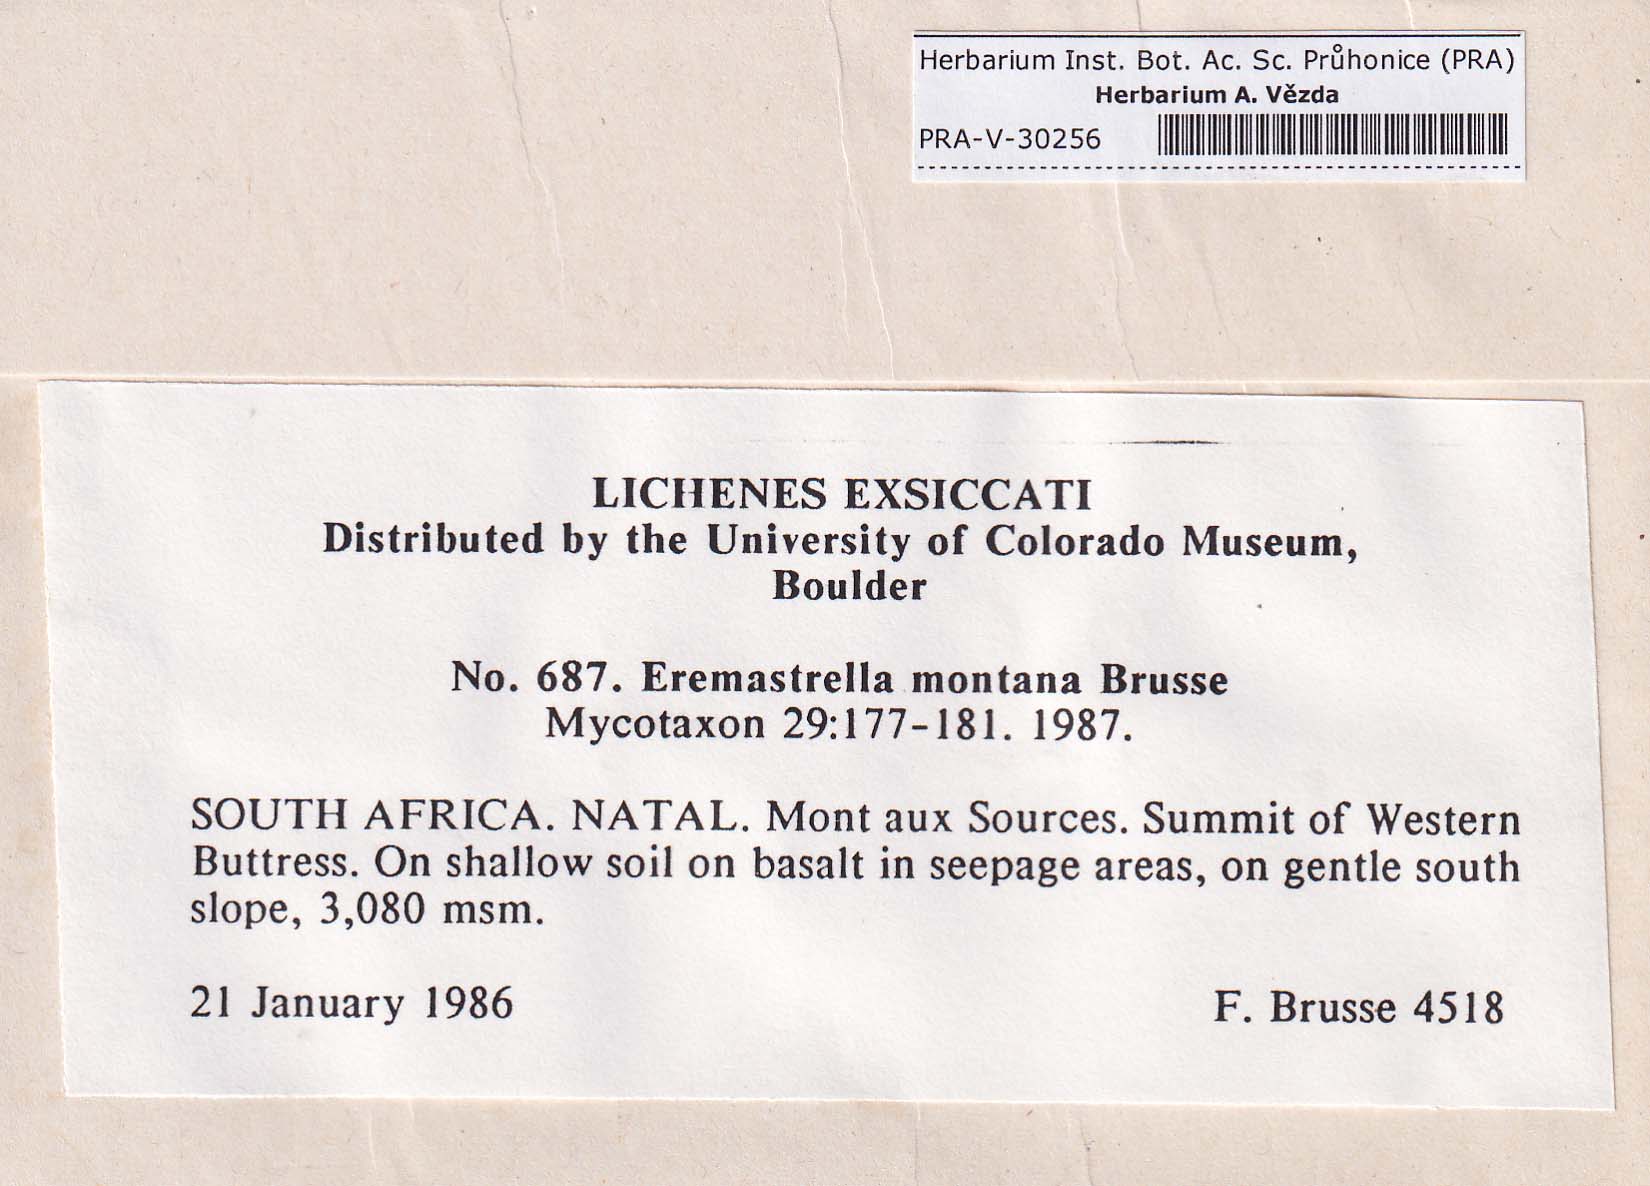 Herbarium Inst. Bot. Ac. Sc. Průhonice (PRA)
Herbarium A. Vězda
PRA-V-30256
LICHENES EXSICCATI
Distributed by the University of Colorado Museum,
Boulder
No. 687. Eremastrella montana Brusse
Mycotaxon 29:177-181. 1987.
SOUTH AFRICA. NATAL. Mont aux Sources. Summit of Western
Buttress. On shallow soil on basalt in seepage areas, on gentle south
slope, 3,080 msm.
21 January 1986
F. Brusse 4518